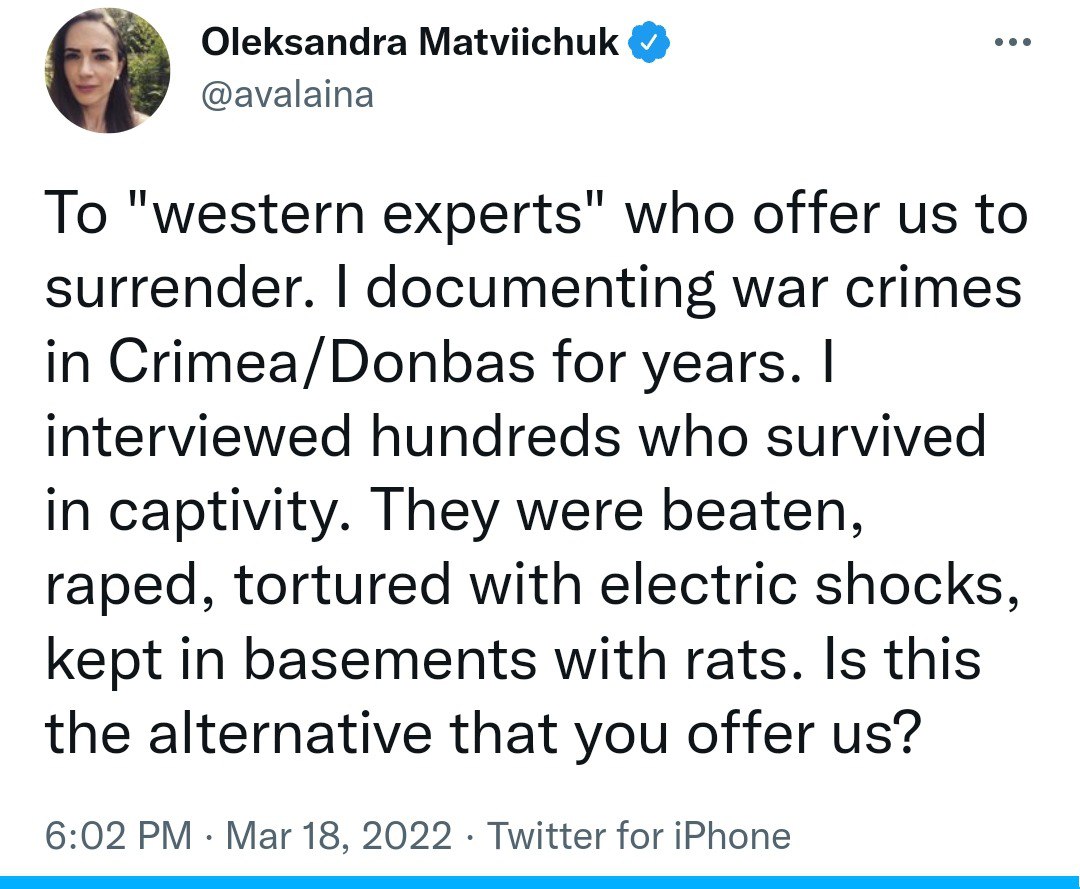 Oleksandra Matviichuk
@avalaina
To "western experts" who offer us to
surrender. I documenting war crimes
in Crimea/Donbas for years. I
interviewed hundreds who survived
in captivity. They were beaten,
raped, tortured with electric shocks,
kept in basements with rats. Is this
the alternative that you offer us?
6:02 PM · Mar 18, 2022 · Twitter for iPhone